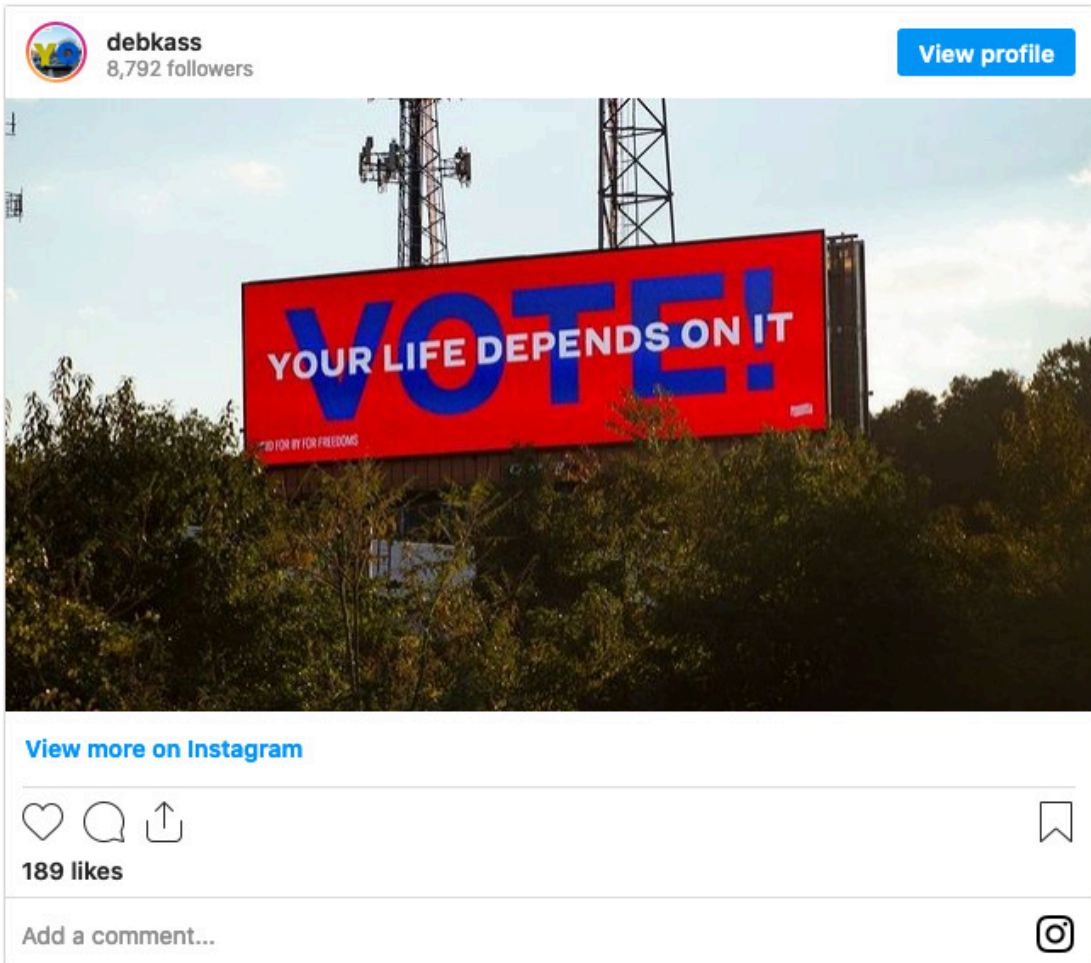 debkass
8,792 followers
View profile
VOTE!
YOUR LIFE DEPENDS ON IT
FOR BY FOR FREEDOMS
View more on Instagram
189 likes
Add a comment...